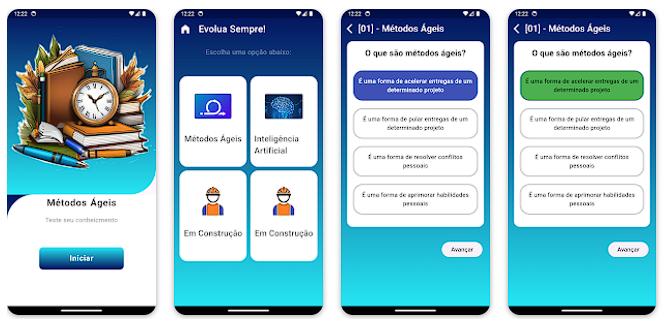 12:22
Métodos Ágeis
Teste seu conhecimento
Iniciar
12:22
Evolua Sempre!
Escolha uma opção abaixo:
Métodos Ágeis
Inteligência
Artificial
Em Construção
Em Construção
12:22
[01] - Métodos Ágeis
O que são métodos ágeis?
É uma forma de acelerar entregas de um
determinado projeto
É uma forma de pular entregas de um
determinado projeto
É uma forma de resolver conflitos
pessoais
É uma forma de aprimorar habilidades
pessoais
Avançar
12:22
[01] - Métodos Ágeis
O que são métodos ágeis?
É uma forma de acelerar entregas de um
determinado projeto
É uma forma de pular entregas de um
determinado projeto
É uma forma de resolver conflitos
pessoais
É uma forma de aprimorar habilidades
pessoais
Avançar